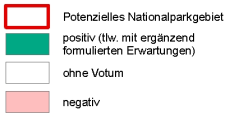 Potenzielles Nationalparkgebiet
positiv (tlw. mit ergänzend
formulierten Erwartungen)
ohne Votum
negativ